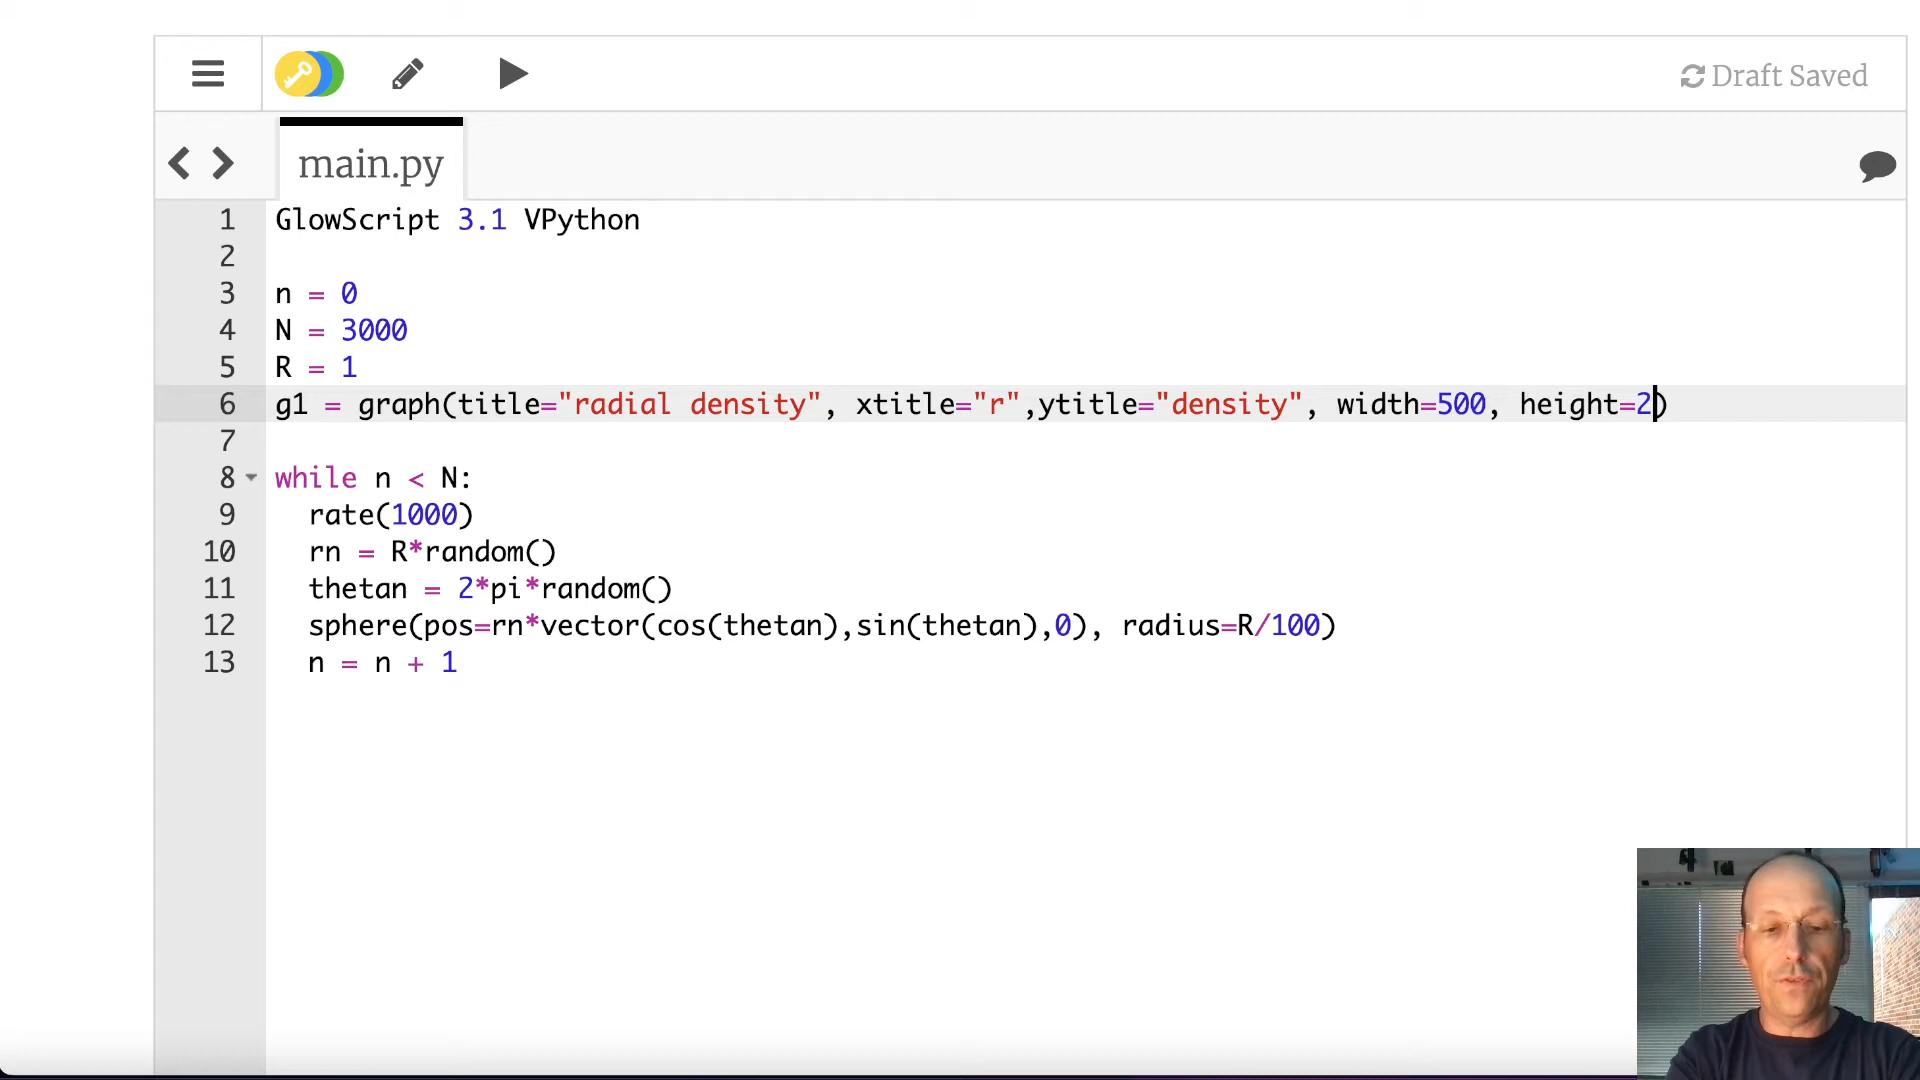 Draft Saved
main.py
1 GlowScript 3.1 VPython
2
3 n = 0
4 N = 3000
5 R = 1
6 g1 = graph(title="radial density", xtitle="r",ytitle="density", width=500, height=2)
7
8 while n < N:
9   rate(1000)
10   rn = R*random()
11   thetan = 2*pi*random()
12   sphere(pos=rn*vector(cos(thetan),sin(thetan),0), radius=R/100)
13   n = n + 1